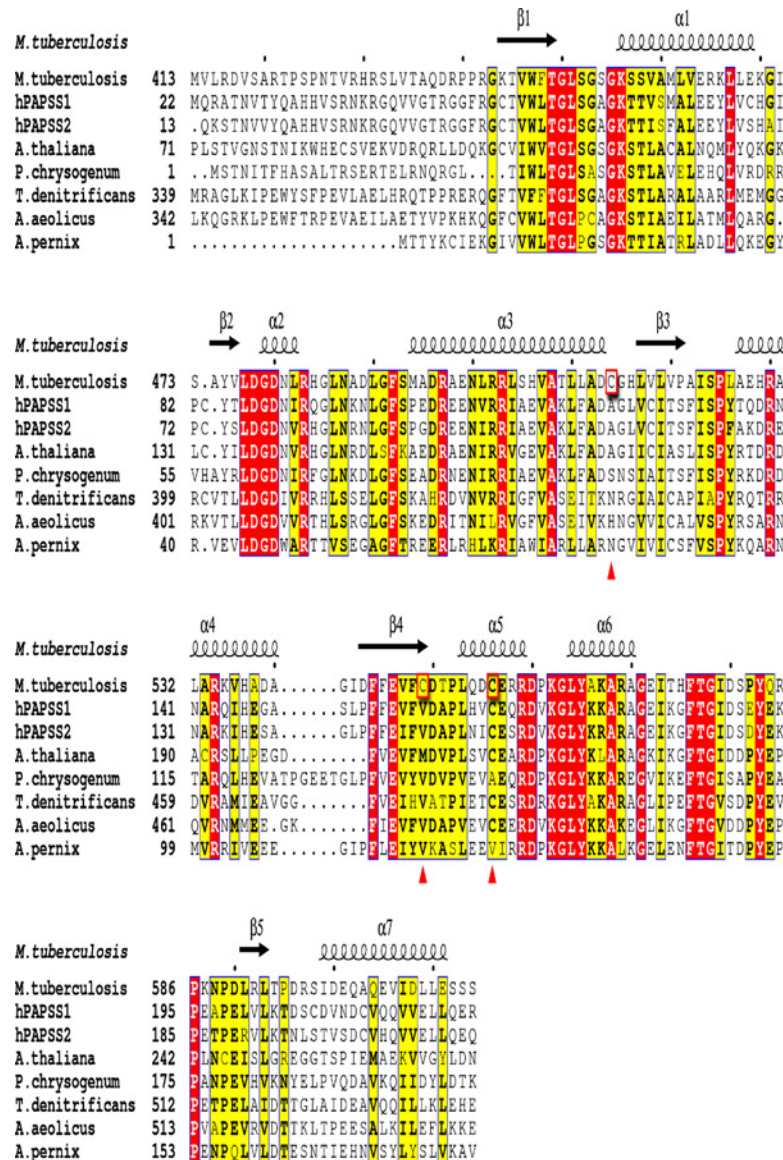 β1 α1
M.tuberculosis
M.tuberculosis 413 MVLRDVSARTPSPNTVRHRSLVTAQDRPPRGKTVWFTGLSGSGKSSVAMLVERKLLEKGI
hPAPSS1 22 MQRATNVTYQAHHVSRNKRGQVVGTRGGFRGCTVWLTGLSGAGKTTVSMALEEYLVCHGI
hPAPSS2 13 .QKSTNVVYQAHHVSRNKRGQVVGTRGGFRGCTVWLTGLSGAGKTTISFALEEYLVSHAI
A.thaliana 71 PLSTVGNSTNIKWHECSVEKVDRQRLLDQKGCVIWVTGLSGSGKSTLACALNQMLYQKGK
P.chrysogenum 1 ..MSTNITFHASALTRSERTELRNQRGL...TIWLTGLSASGKSTLAVELEHQLVRDRR
T.denitrificans 339 MRAGLKIPEWYSFPEVLAELHRQTPPRERQGFTVFFTGLSGAGKSTLARALAARLMEMGG
A.aeolicus 342 LKQGRKLPEWFTRPEVAEILAETYVPKHKQGFCVWLTGLPCAGKSTIAEILATMLQARG.
A.pernix 1 ..................MTTYKCIEKGIVVWLTGLPGSGKTTIATRLADLLQKEGY
β2 α2 α3 β3
M.tuberculosis
M.tuberculosis 473 S.AYVLDGDNLRHGLNADLGFSMADRAENLRRLSHVATLLADCGHLVLVPAISPLAEHRA
hPAPSS1 82 PC.YTLDGDNIRQGLNKNLGFSPEDREENVRRIAEVAKLFADAGLVCITSFISPYTQDRN
hPAPSS2 72 PC.YSLDGDNVRHGLNRNLGFSPGDREENIRRIAEVAKLFADAGLVCITSFISPFAKDRE
A.thaliana 131 LC.YILDGDNVRHGLNRDLSFKAEDRAENIRRVGEVAKLFADAGIICIASLISPYRTDRD
P.chrysogenum 55 VHAYRLDGDNIRFGLNKDLGFSEADRNENIRRIAEVAKLFADSNSIAITSFISPYRKDRD
T.denitrificans 399 RCVTLLDGDIVRRHLSSELGFSKAHRDVNVRRIGFVASEITKNRGIAICAPIAPYRQTRR
A.aeolicus 401 RKVTLLDGDVVRTHLSRGLGFSKEDRITNILRVGFVASEIVKHNGVVICALVSPYRSARN
A.pernix 40 R.VEVLDGDWARTTVSEGAGFTREERLRHLKRIAWIARLLARNGVIVICSFVSPYKQARN
α4 β4 α5 α6
M.tuberculosis
M.tuberculosis 532 LARKVHADA......GIDFFEVFCDTPLQDCERRDPKGLYAKARAGEITHFTGIDSPYQR
hPAPSS1 141 NARQIHEGA......SLPFFEVFVDAPLHVCEQRDVKGLYKKARAGEIKGFTGIDSEYEK
hPAPSS2 131 NARKIHESA......GLPFFEIFVDAPLNICESRDVKGLYKRARAGEIKGFTGIDSDYEK
A.thaliana 190 ACRSLLPEGD.......FVEVFMDVPLSVCEARDPKGLYKLARAGKIKGFTGIDDPYEP
P.chrysogenum 115 TARQLHEVATPGEETGLPFVEVYVDVPVEVAEQRDPKGLYKKAREGVIKEFTGISAPYEA
T.denitrificans 459 DVRAMIEAVGG.......FVEIHVATPIETCESRDRKGLYAKARAGLIPEFTGVSDPYEV
A.aeolicus 461 QVRNMMEE.GK.......FIEVFVDAPVEVCEERDVKGLYKKAKEGLIKGFTGVDDPYEP
A.pernix 99 MVRRIVEEE......GIPFLEIYVKASLEEVIRRDPKGLYKKALKGELENFTGITDPYEP
β5 α7
M.tuberculosis
M.tuberculosis 586 PKNPDLRLTPDRSIDEQAQEVIDLLESSS
hPAPSS1 195 PEAPELVLKTDSCDVNDCVQQVVELLQER
hPAPSS2 185 PETPERVLKTNLSTVSDCVHQVVELLQEQ
A.thaliana 242 PLNCEISLGREGGTSPIEMAEKVVGYLDN
P.chrysogenum 175 PANPEVHVKNYELPVQDAVKQIIDYLDTK
T.denitrificans 512 PETPELAIDTTGLAIDEAVQQILLKLEHE
A.aeolicus 513 PVAPEVRVDTTKLTPEESALKILEFLKKE
A.pernix 153 PENPQLVLDTESNTIEHNVSYLYSLVKAV